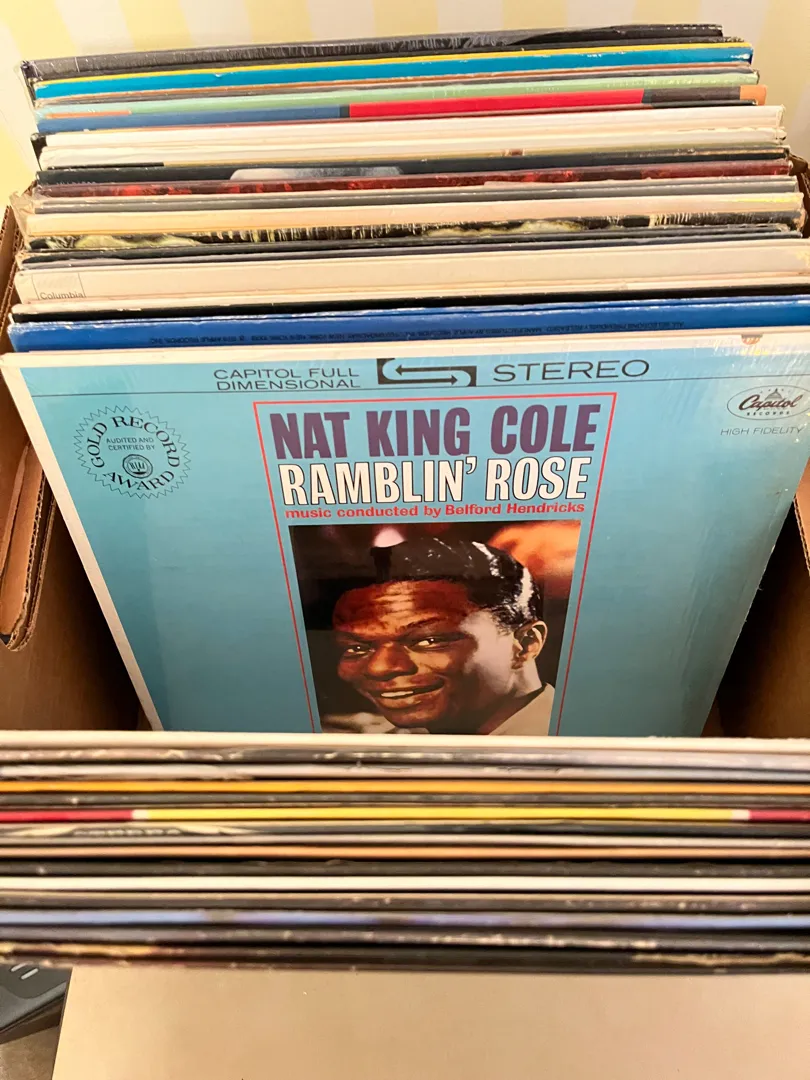 Columbia
CAPITOL FULL
DIMENSIONAL
STEREO
Capitol
RECORDS
HIGH FIDELITY
GOLD RECORD
AUDITED AND
CERTIFIED BY
RIAA
AWARD
NAT KING COLE
RAMBLIN' ROSE
music conducted by Belford Hendricks